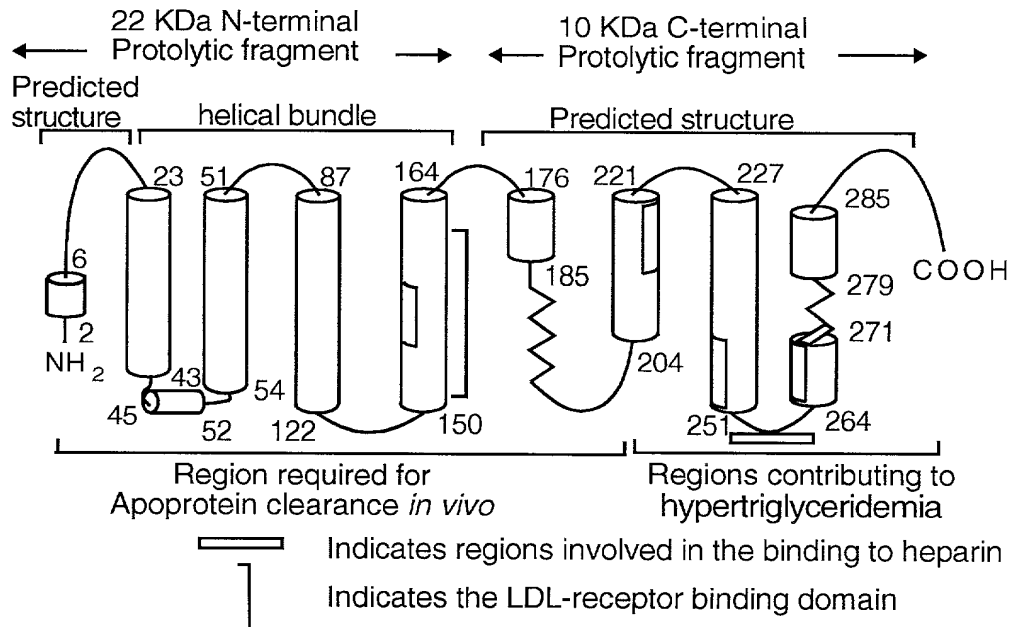 22 KDa N-terminal
Protolytic fragment
10 KDa C-terminal
Protolytic fragment
Predicted
structure
helical bundle
Predicted structure
23
51
87
164
176
221
227
285
6
185
COOH
279
2
271
NH2
204
43
54
45
52
122
150
251
264
Region required for
Apoprotein clearance in vivo
Regions contributing to
hypertriglyceridemia
Indicates regions involved in the binding to heparin
Indicates the LDL-receptor binding domain